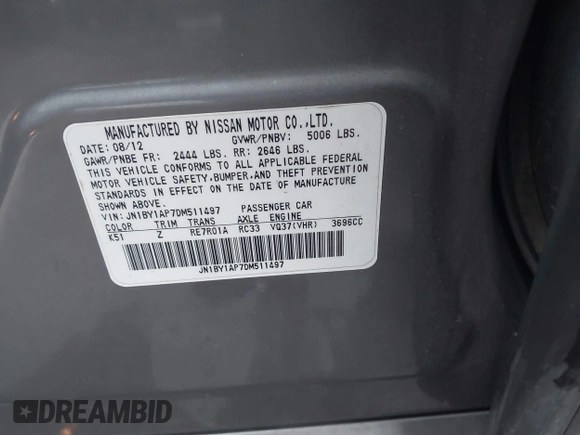 MANUFACTURED BY NISSAN MOTOR CO.,LTD.
DATE: 08/12 GVWR/PNBV: 5006 LBS.
GAWR/PNBE FR: 2444 LBS. RR: 2646 LBS.
THIS VEHICLE CONFORMS TO ALL APPLICABLE FEDERAL
MOTOR VEHICLE SAFETY,BUMPER,AND THEFT PREVENTION
STANDARDS IN EFFECT ON THE DATE OF MANUFACTURE
SHOWN ABOVE.
VIN: JN1BY1AP7DM511497 PASSENGER CAR
COLOR TRIM TRANS AXLE ENGINE
K51 Z RE7R01A RC33 VQ37(VHR) 3696CC
JN1BY1AP7DM511497
DREAMBID